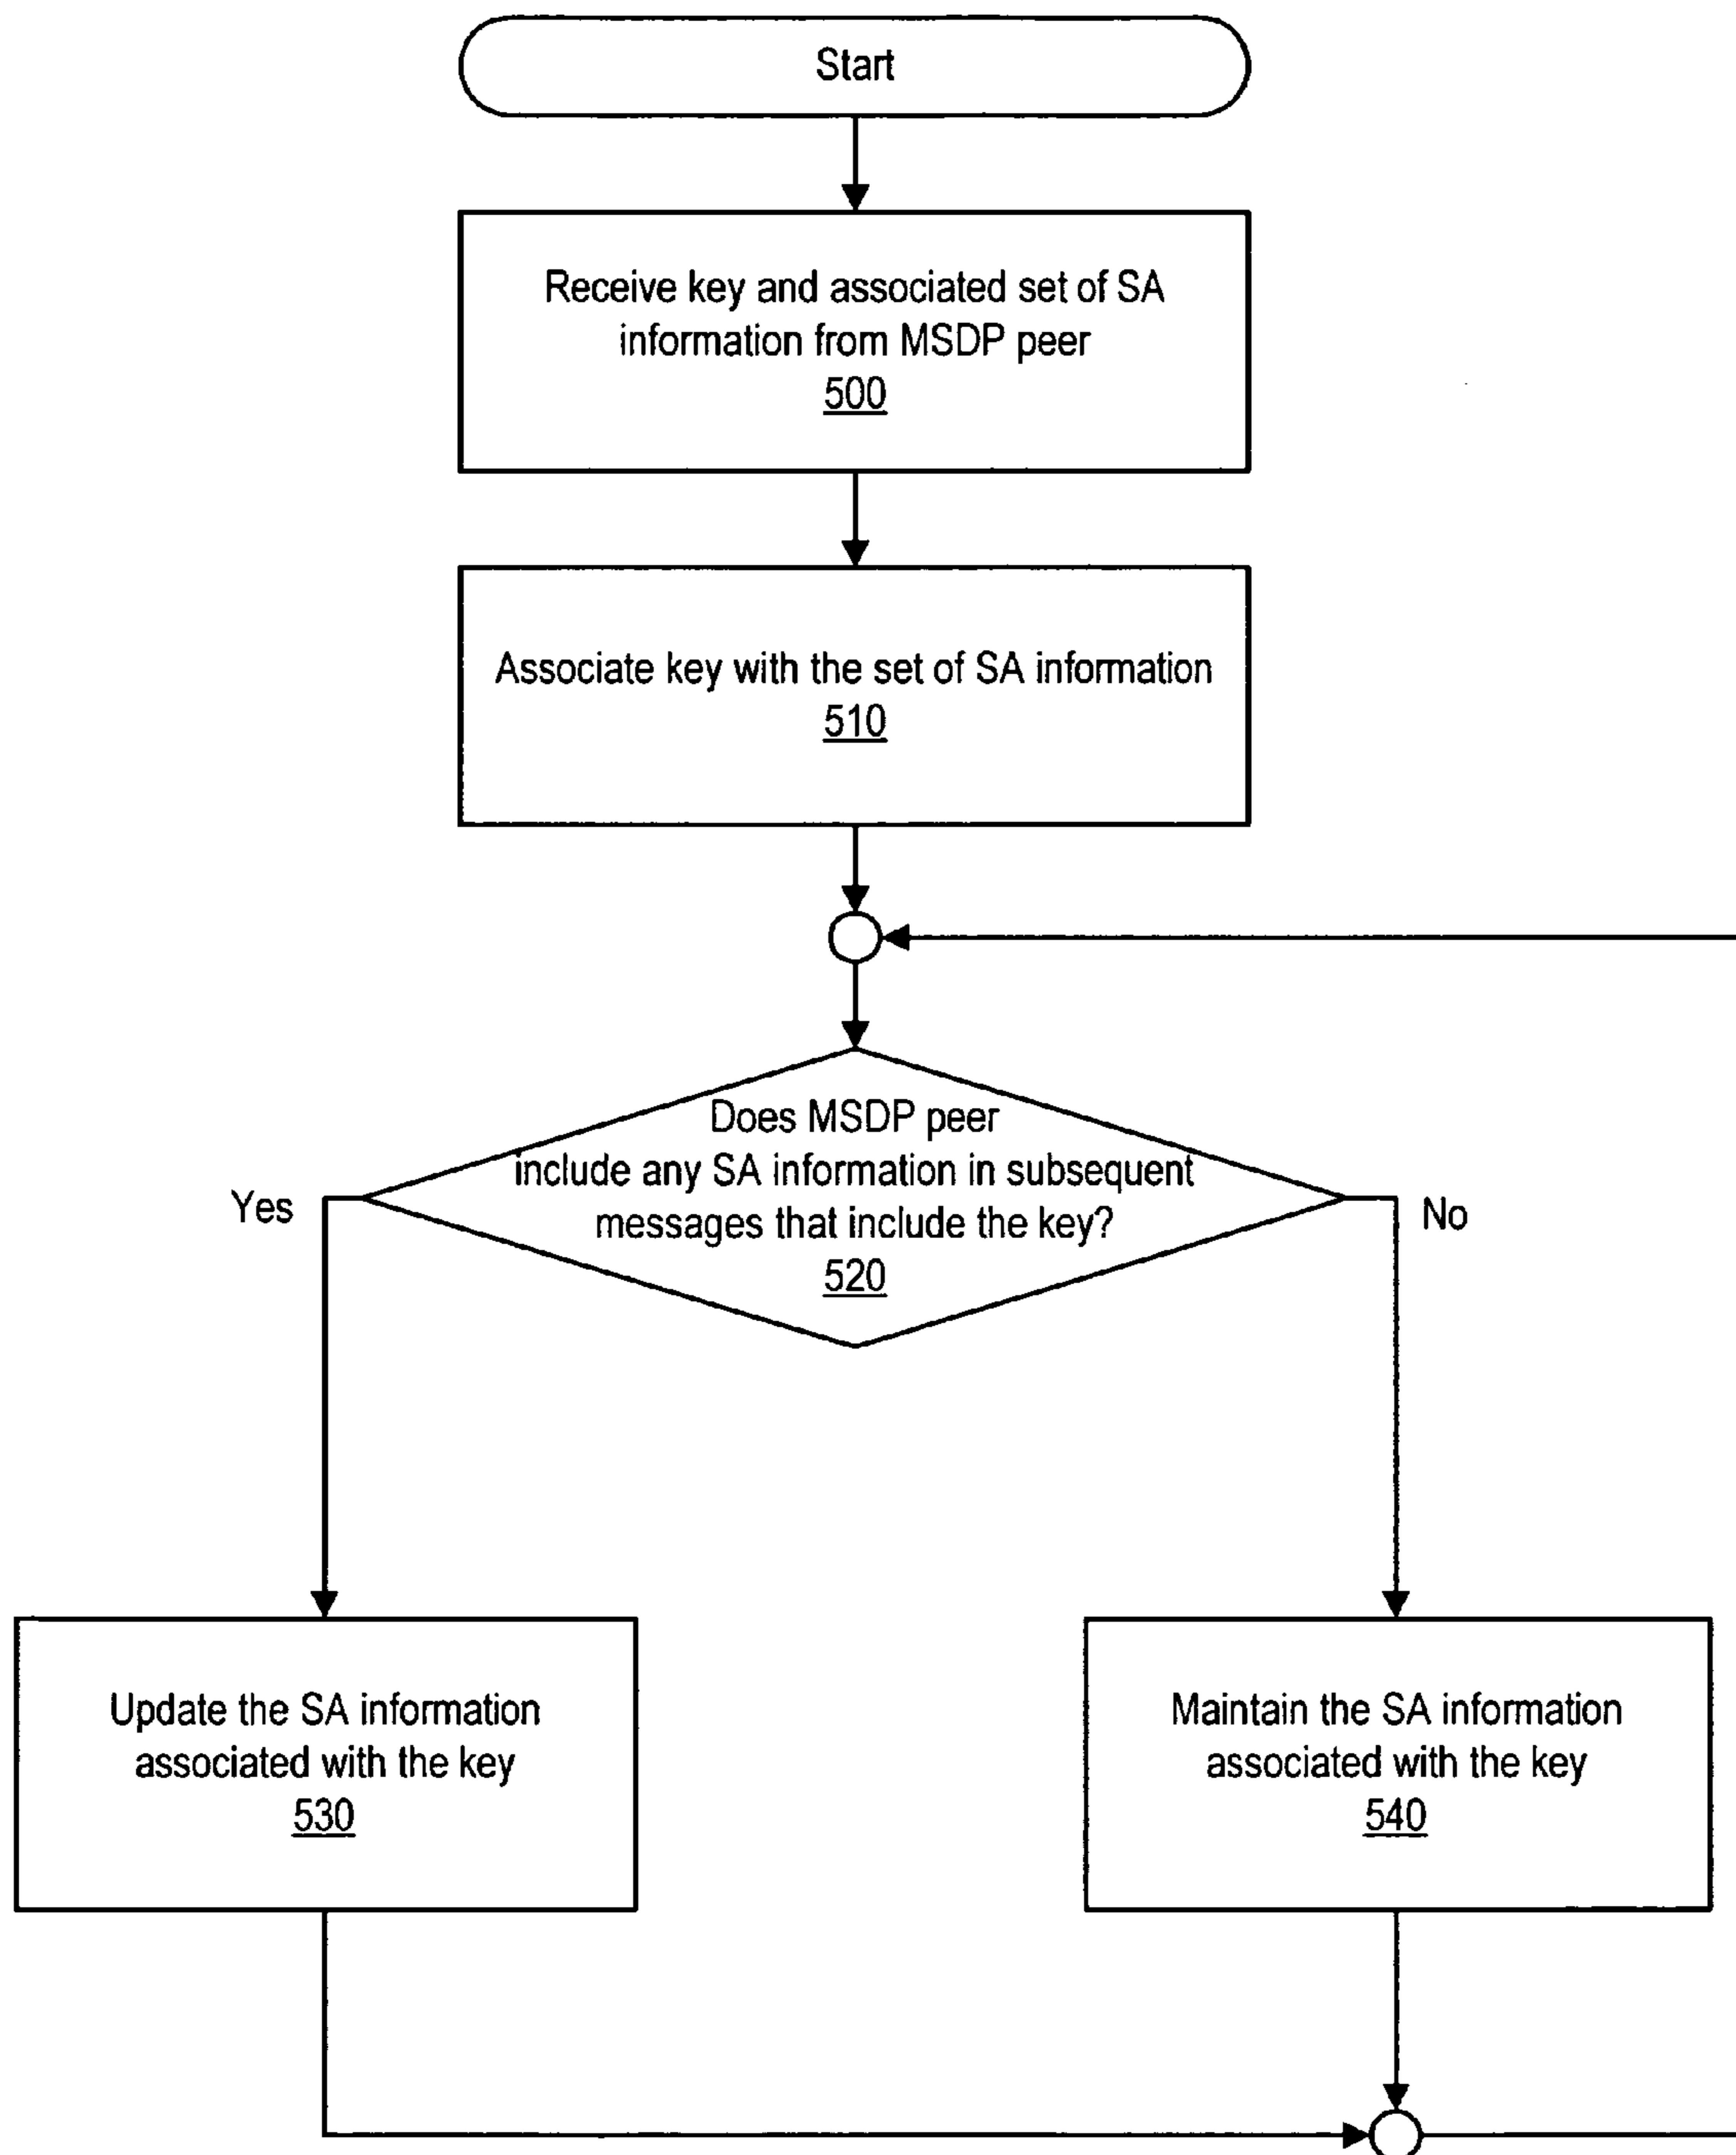 Start
Receive key and associated set of SA
information from MSDP peer
500
Associate key with the set of SA information
510
Does MSDP peer
include any SA information in subsequent
messages that include the key?
520
Yes
No
Update the SA information
associated with the key
530
Maintain the SA information
associated with the key
540